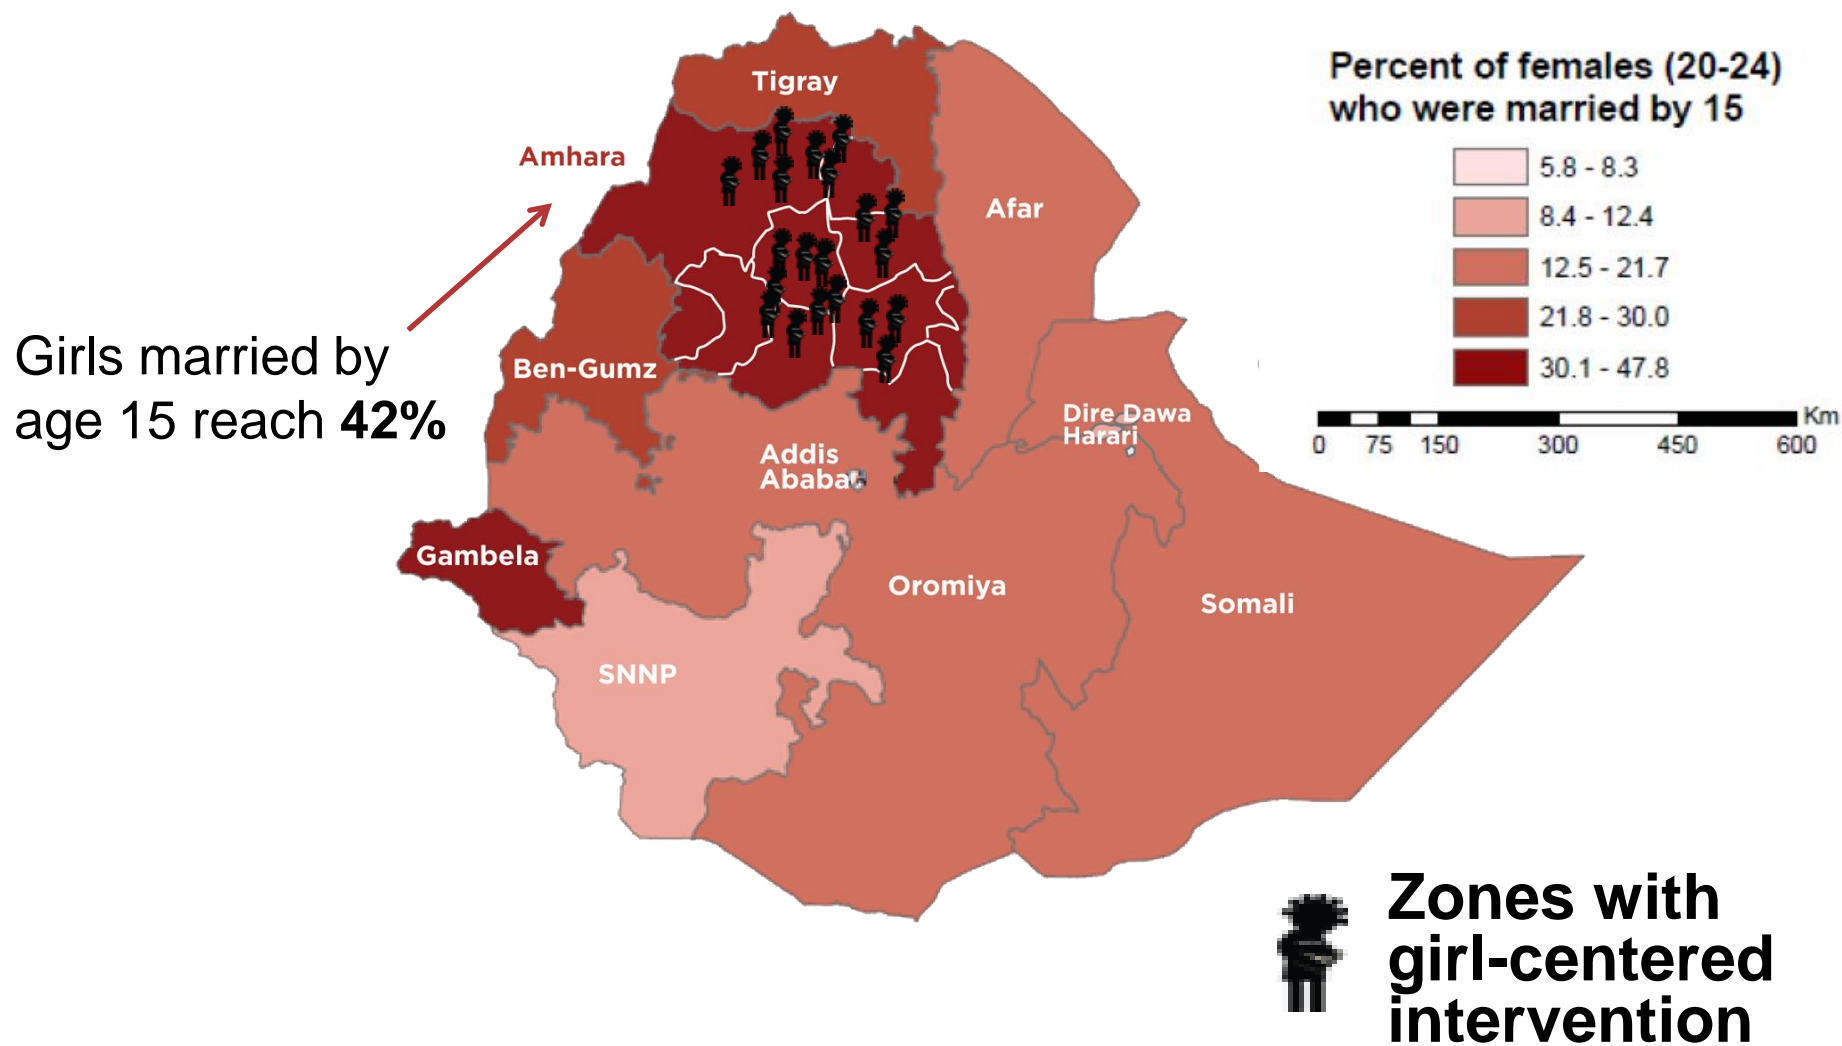 Tigray
Amhara
Afar
Girls married by
age 15 reach 42%
Ben-Gumz
Dire Dawa
Harari
Addis
Ababa
Gambela
Oromiya
Somali
SNNP
Percent of females (20-24)
who were married by 15
5.8 - 8.3
8.4 - 12.4
12.5 - 21.7
21.8 - 30.0
30.1 - 47.8
Km
0 75 150 300 450 600
Zones with
girl-centered
intervention